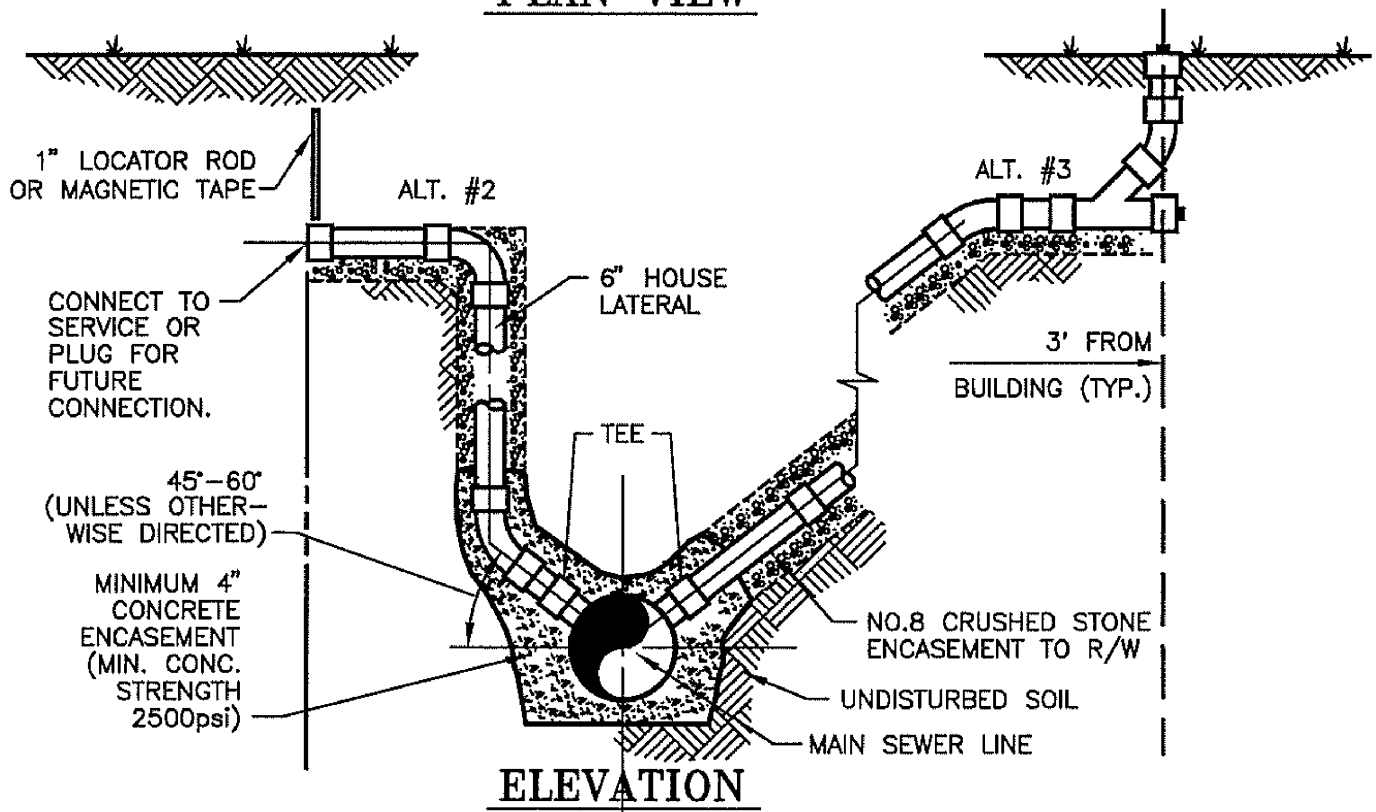 PLAN VIEW
1" LOCATOR ROD
OR MAGNETIC TAPE
ALT. #2
ALT. #3
CONNECT TO
SERVICE OR
PLUG FOR
FUTURE
CONNECTION.
6" HOUSE
LATERAL
3' FROM
BUILDING (TYP.)
TEE
45°-60°
(UNLESS OTHER-
WISE DIRECTED)
MINIMUM 4"
CONCRETE
ENCASEMENT
(MIN. CONC.
STRENGTH
2500psi)
NO.8 CRUSHED STONE
ENCASEMENT TO R/W
UNDISTURBED SOIL
MAIN SEWER LINE
ELEVATION